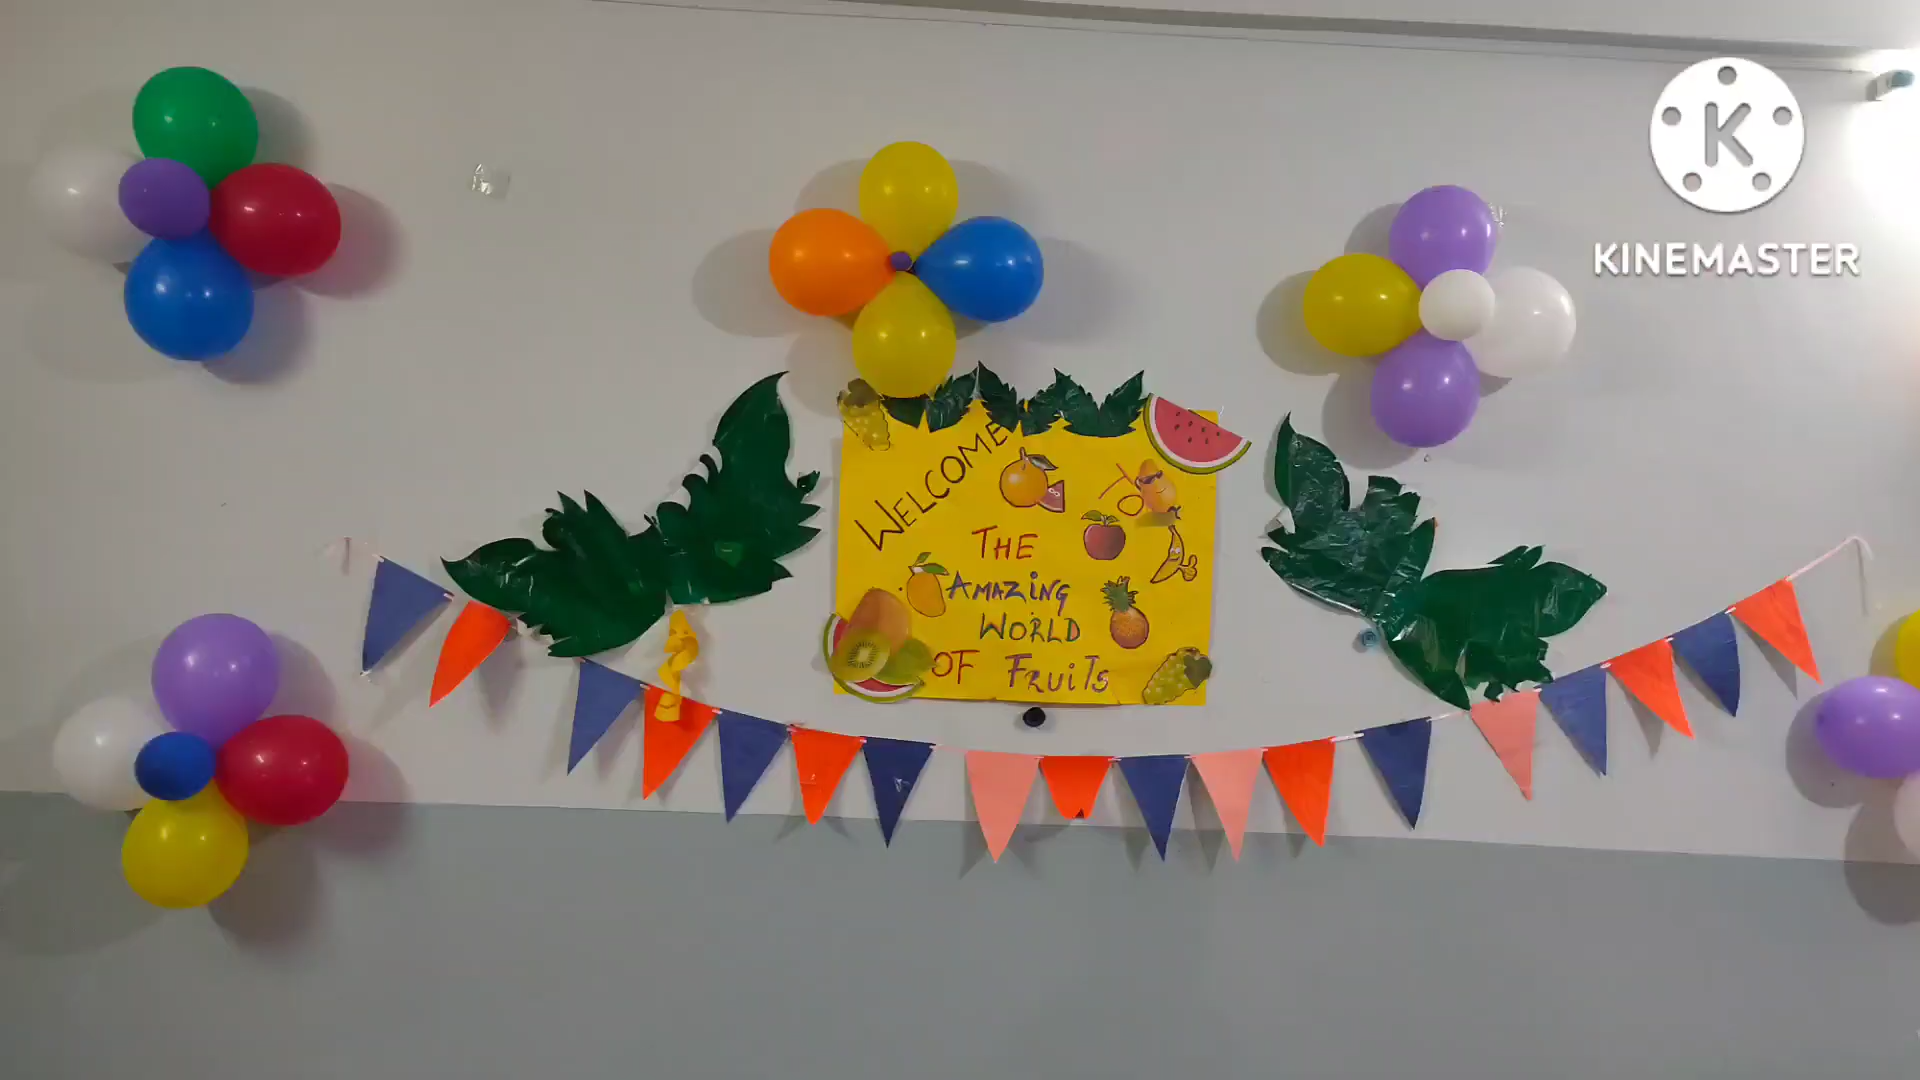 WELCOME
TO
THE
AMAZiNG
WORLD
OF FRUiTS
K
KINEMASTER